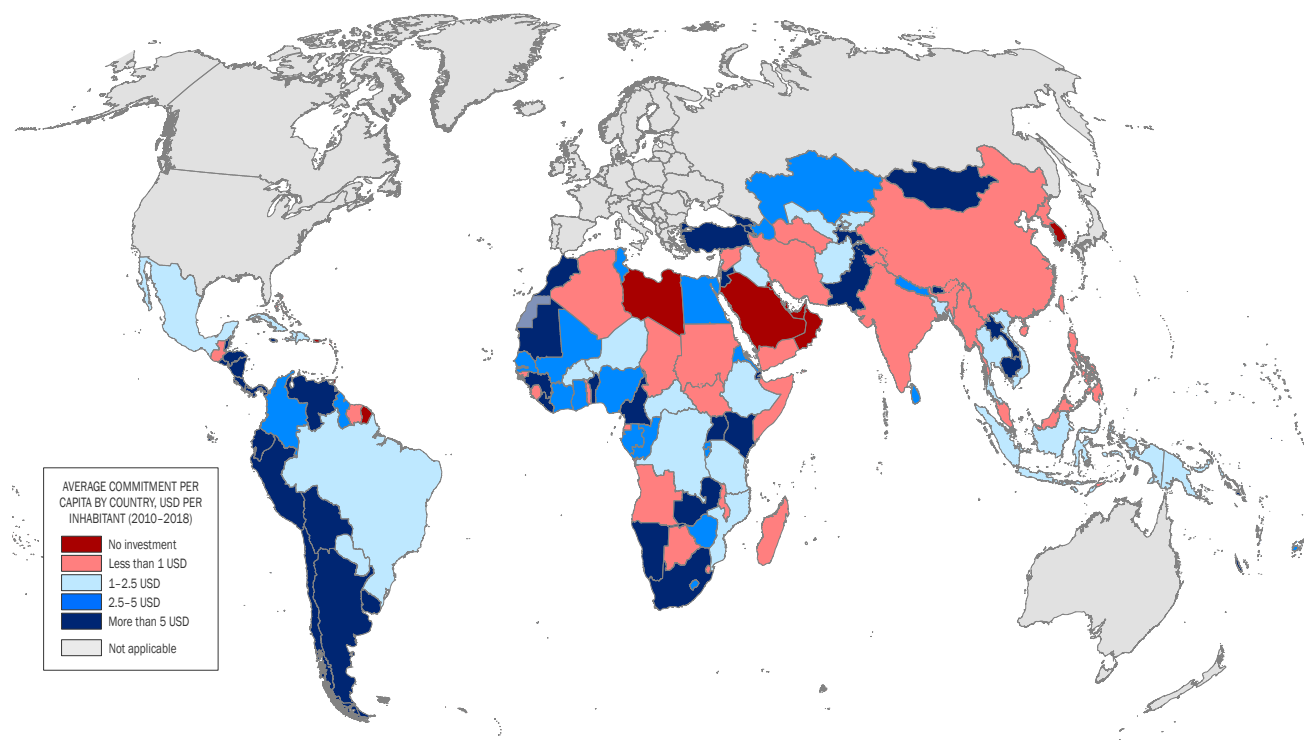 AVERAGE COMMITMENT PER
CAPITA BY COUNTRY, USD PER
INHABITANT (2010–2018)
No investment
Less than 1 USD
1–2.5 USD
2.5–5 USD
More than 5 USD
Not applicable